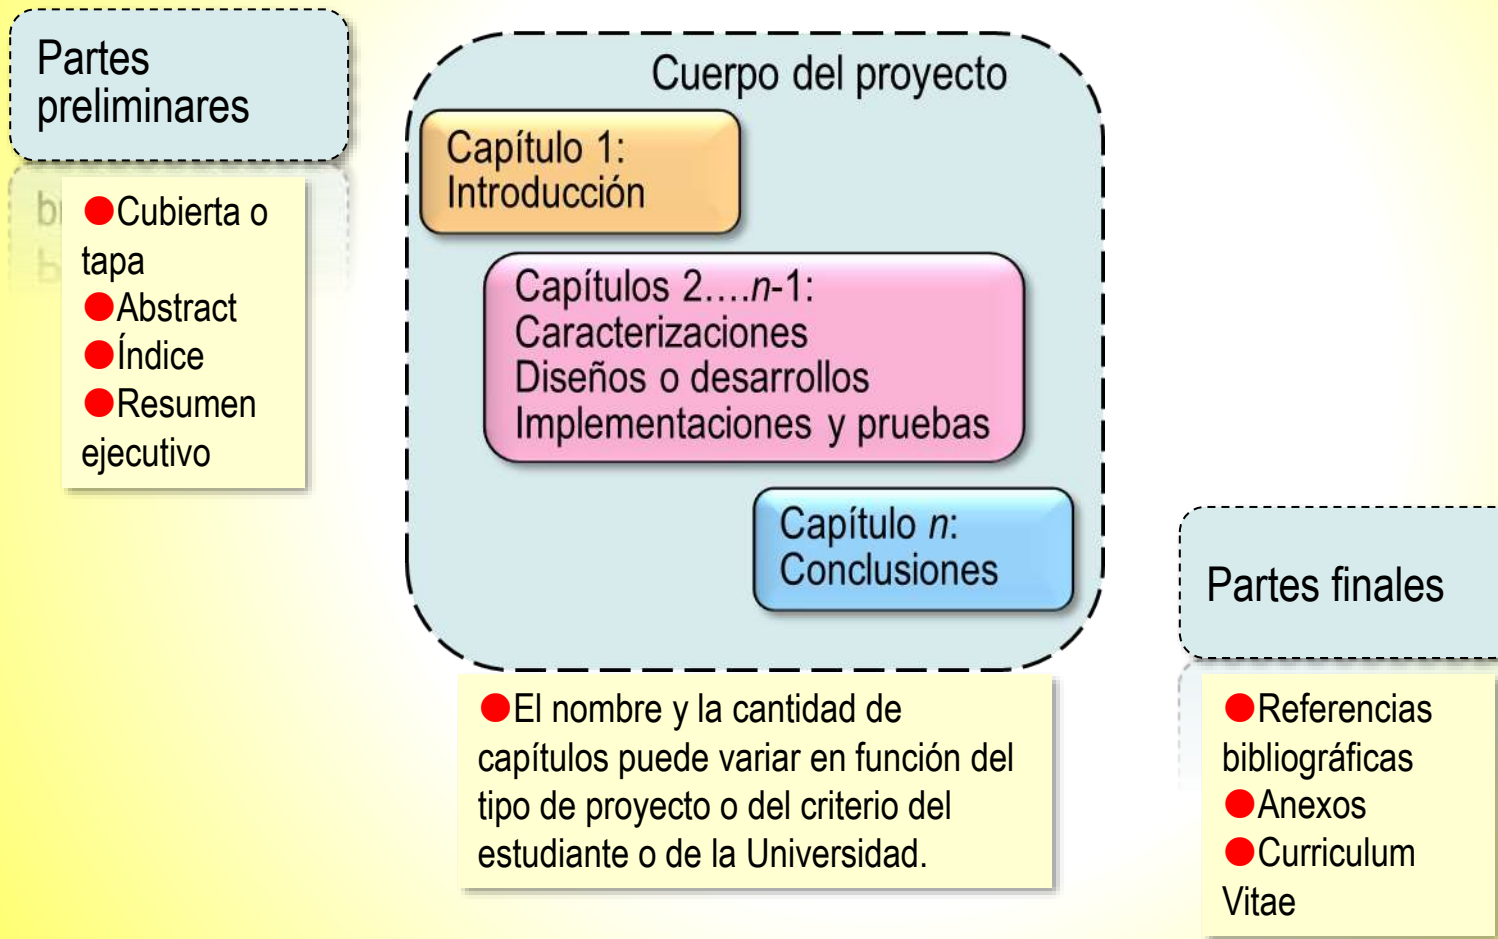 Partes
preliminares
●Cubierta o
tapa
●Abstract
●Índice
●Resumen
ejecutivo
Cuerpo del proyecto
Capítulo 1:
Introducción
Capítulos 2....n-1:
Caracterizaciones
Diseños o desarrollos
Implementaciones y pruebas
Capítulo n:
Conclusiones
●El nombre y la cantidad de
capítulos puede variar en función del
tipo de proyecto o del criterio del
estudiante o de la Universidad.
Partes finales
●Referencias
bibliográficas
●Anexos
●Curriculum
Vitae